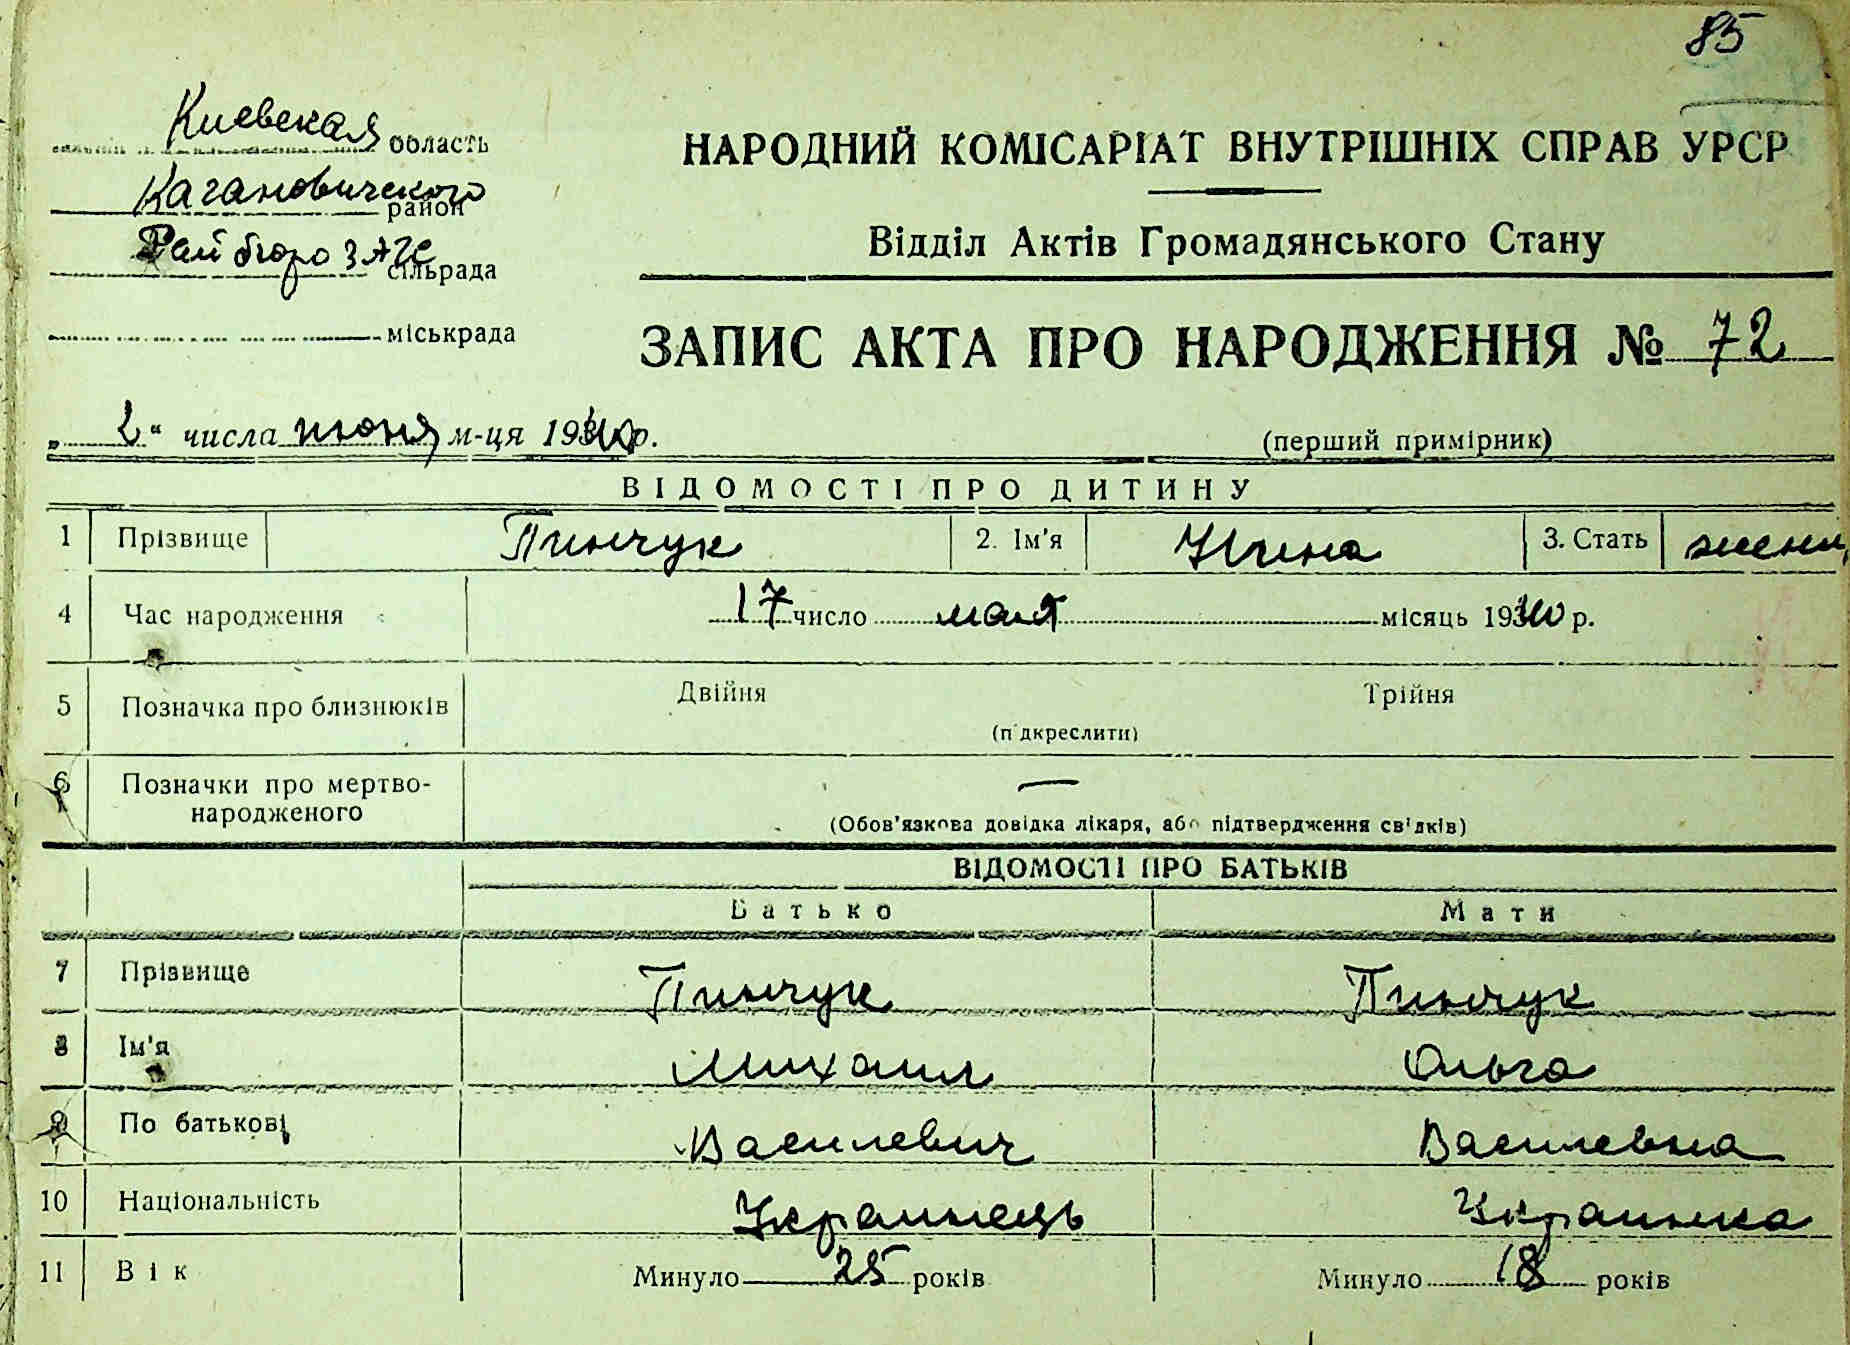 85
Киевская область
Кагановичского район
Рай бюро ЗАГС сільрада
міськрада
НАРОДНИЙ КОМІСАРІАТ ВНУТРІШНІХ СПРАВ УРСР
Відділ Актів Громадянського Стану
ЗАПИС АКТА ПРО НАРОДЖЕННЯ № 72
„2“ числа июня м-ця 1940 р.
(перший примірник)
ВІДОМОСТІ ПРО ДИТИНУ
1 Прізвище Пинчук 2. Ім'я Нина 3. Стать женск
4 Час народження 17 число мая місяць 1940 р.
5 Позначка про близнюків Двійня Трійня
(підкреслити)
6 Позначки про мертво-
народженого —
(Обов'язкова довідка лікаря, або підтвердження свідків)
ВІДОМОСТІ ПРО БАТЬКІВ
Батько Мати
7 Прізвище Пинчук Пинчук
8 Ім'я Михаил Ольга
9 По батькові Василевич Василевна
10 Національність Украинець Украинка
11 Вік Минуло 25 років Минуло 18 років